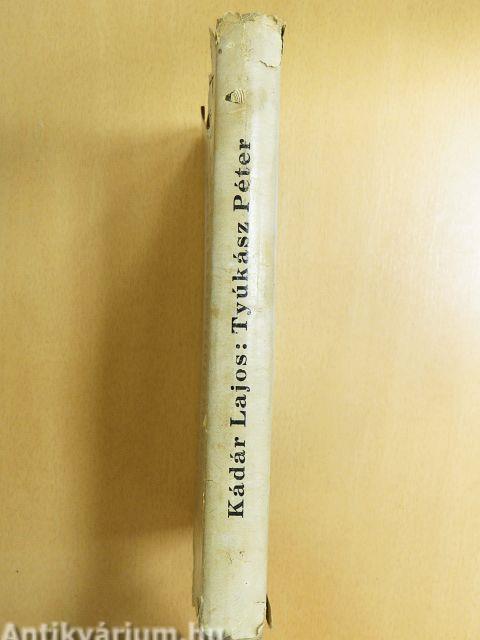 Kádár Lajos: Tyúkász Péter
Antikvárium.hu